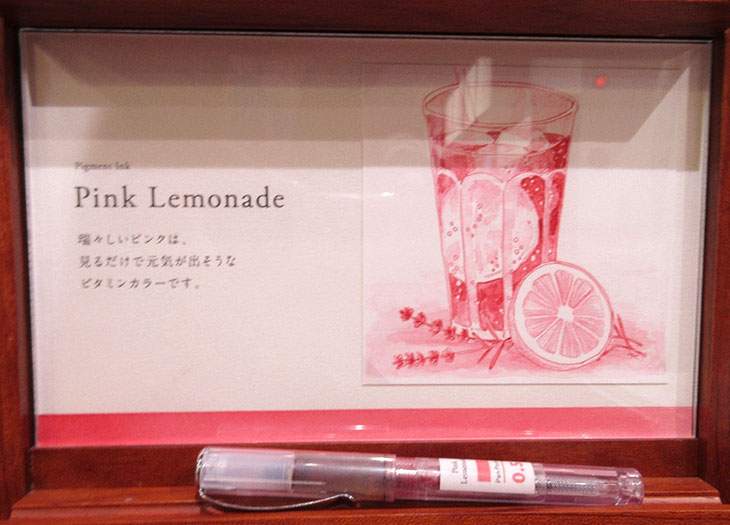 Pigment Ink
Pink Lemonade
瑞々しいピンクは、
見るだけで元気が出そうな
ビタミンカラーです。
Pink
Lemonade
0.5